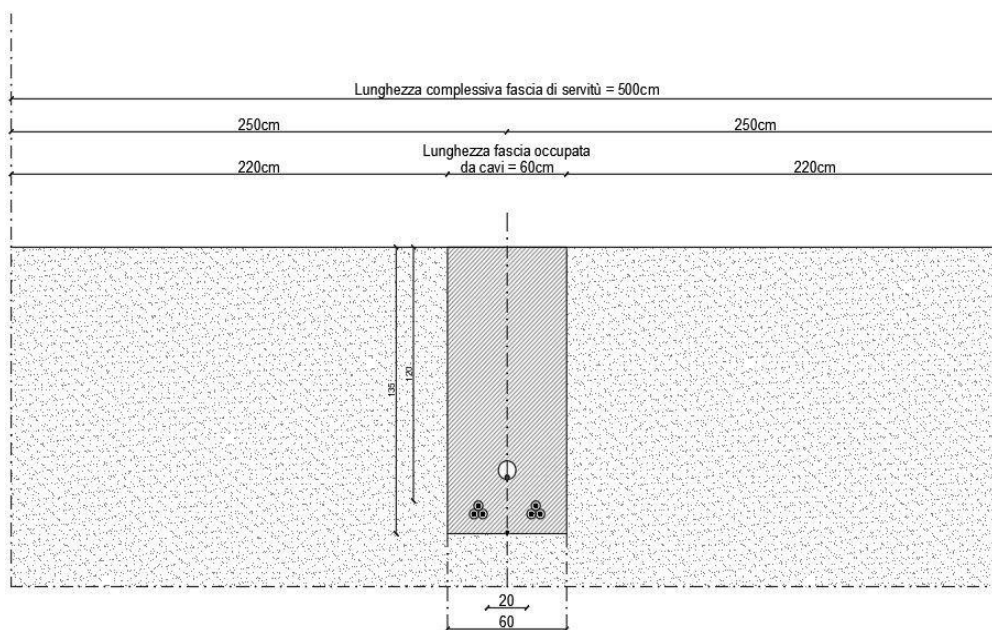 Lunghezza complessiva fascia di servitù = 500cm
250cm
250cm
Lunghezza fascia occupata
da cavi = 60cm
220cm
220cm
135
120
20
60